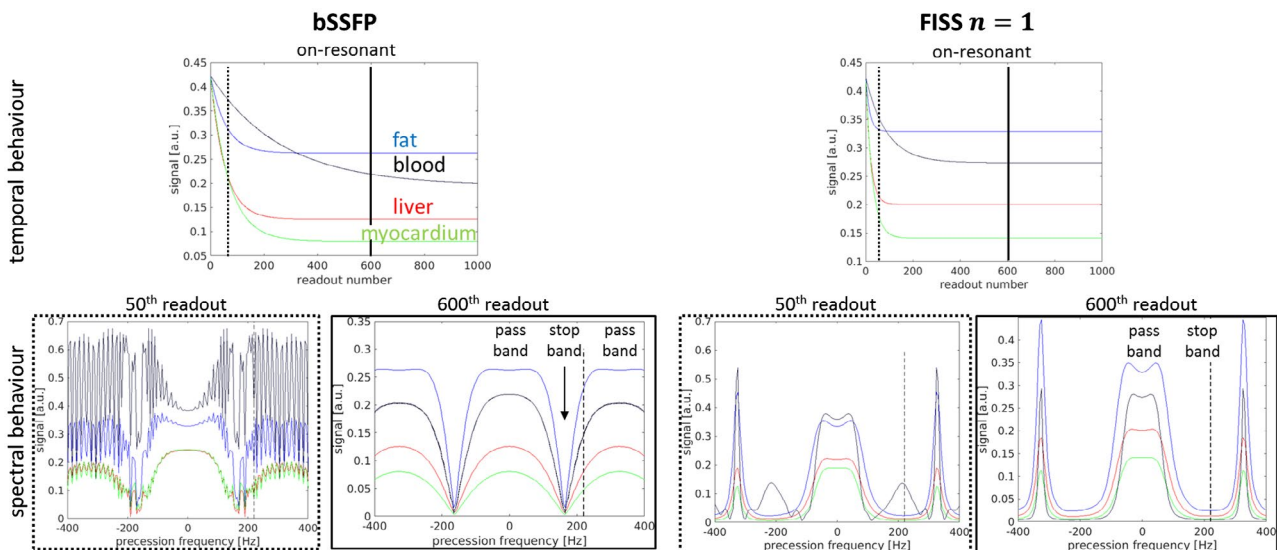 bSSFP
FISS n = 1
on-resonant
on-resonant
temporal behaviour
signal [a.u.]
0.45
0.4
0.35
0.3
0.25
0.2
0.15
0.1
0.05
fat
blood
liver
myocardium
0 200 400 600 800 1000
readout number
signal [a.u.]
0.45
0.4
0.35
0.3
0.25
0.2
0.15
0.1
0 200 400 600 800 1000
readout number
spectral behaviour
50th readout
signal [a.u.]
0.7
0.6
0.5
0.4
0.3
0.2
0.1
0
-400 -200 0 200 400
precession frequency [Hz]
600th readout
signal [a.u.]
0.35
0.3
0.25
0.2
0.15
0.1
0.05
0
pass stop pass
band band band
-400 -200 0 200 400
precession frequency [Hz]
50th readout
signal [a.u.]
0.7
0.6
0.5
0.4
0.3
0.2
0.1
0
-400 -200 0 200 400
precession frequency [Hz]
600th readout
signal [a.u.]
0.4
0.35
0.3
0.25
0.2
0.15
0.1
0.05
0
pass stop
band band
-400 -200 0 200 400
precession frequency [Hz]